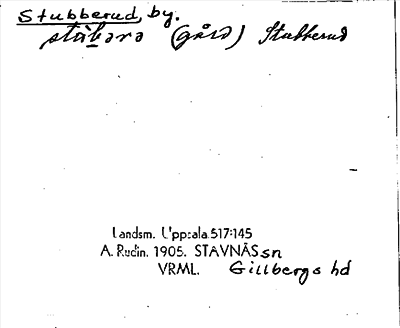 Stubberud, by.
(gård) Stubberud
Landsm. Uppsala 517:145
A. Rudin. 1905. STAVNÄS sn
VRML. Gillbergs hd